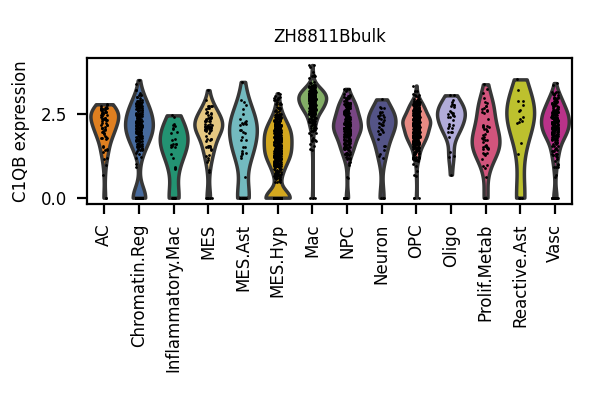 ZH8811Bbulk
C1QB expression
2.5
0.0
AC
Chromatin.Reg
Inflammatory.Mac
MES
MES.Ast
MES.Hyp
Mac
NPC
Neuron
OPC
Oligo
Prolif.Metab
Reactive.Ast
Vasc